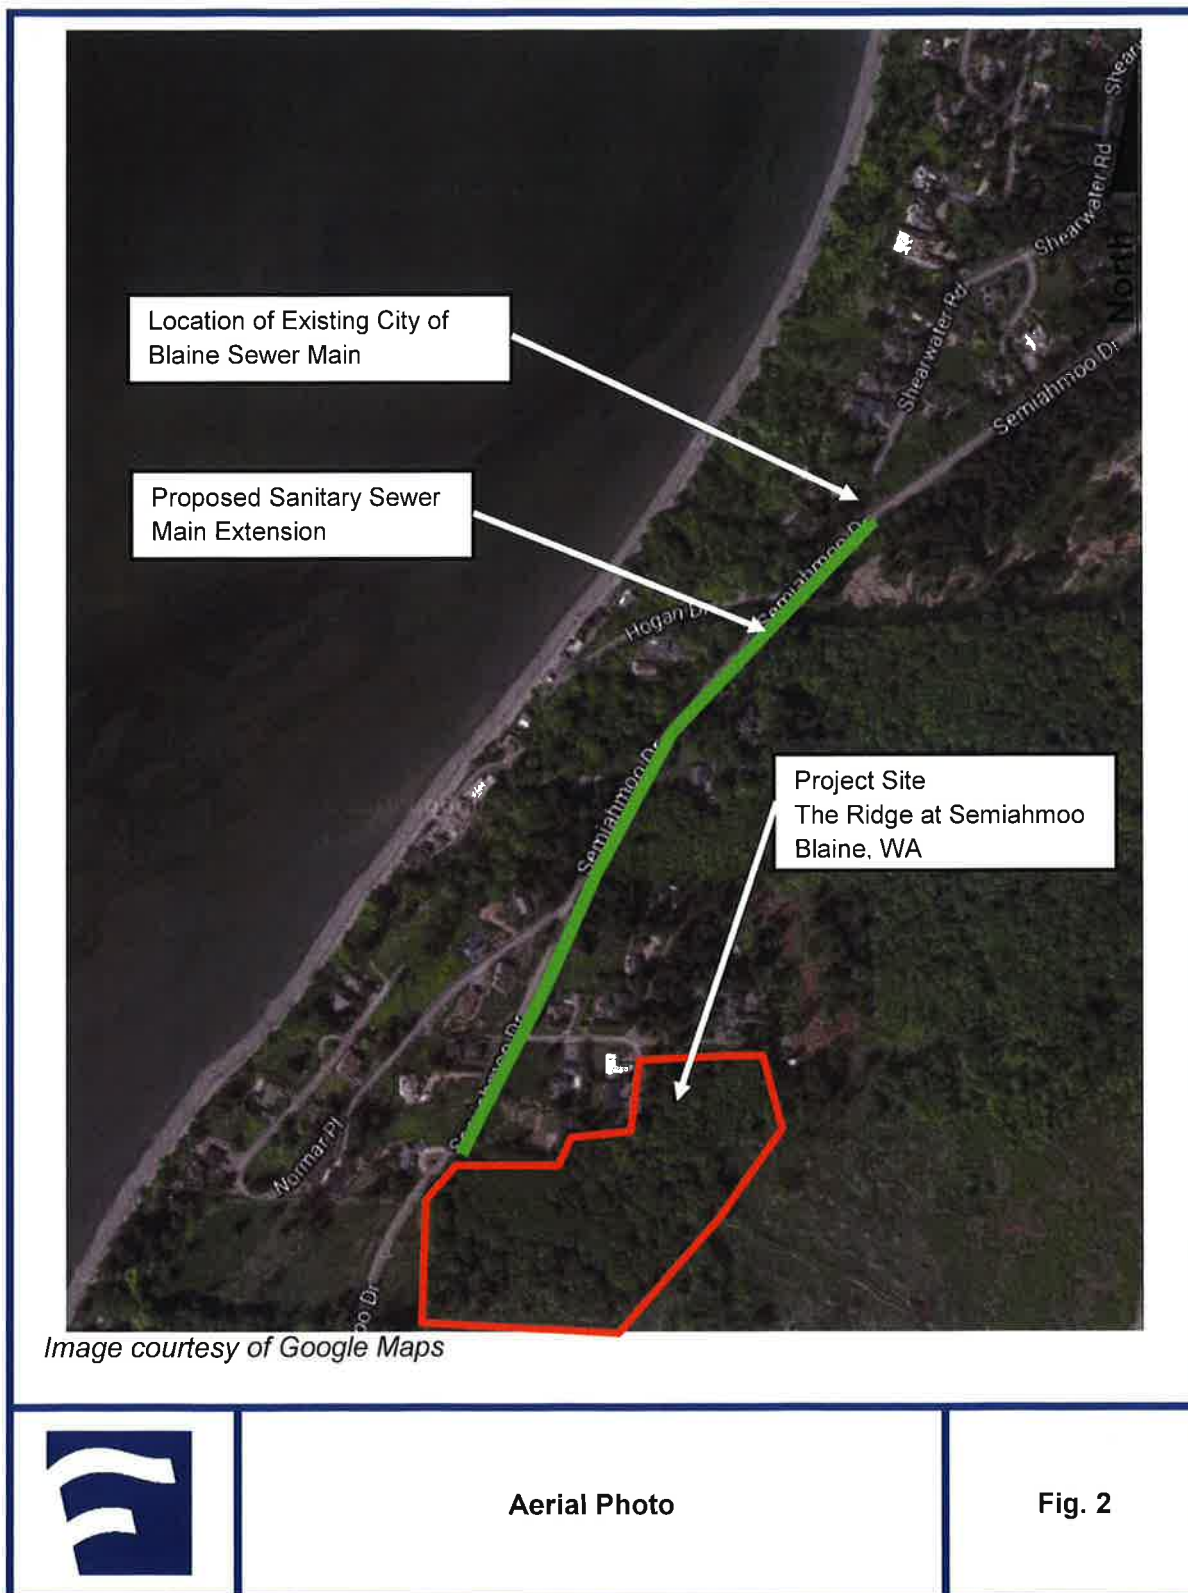 Shearwater Rd
Shearwater Rd
North
Semiahmoo Dr
Location of Existing City of
Blaine Sewer Main
Proposed Sanitary Sewer
Main Extension
Semiahmoo Dr
Hogan Dr
Semiahmoo Dr
Project Site
The Ridge at Semiahmoo
Blaine, WA
Normar Pl
Image courtesy of Google Maps
Aerial Photo
Fig. 2